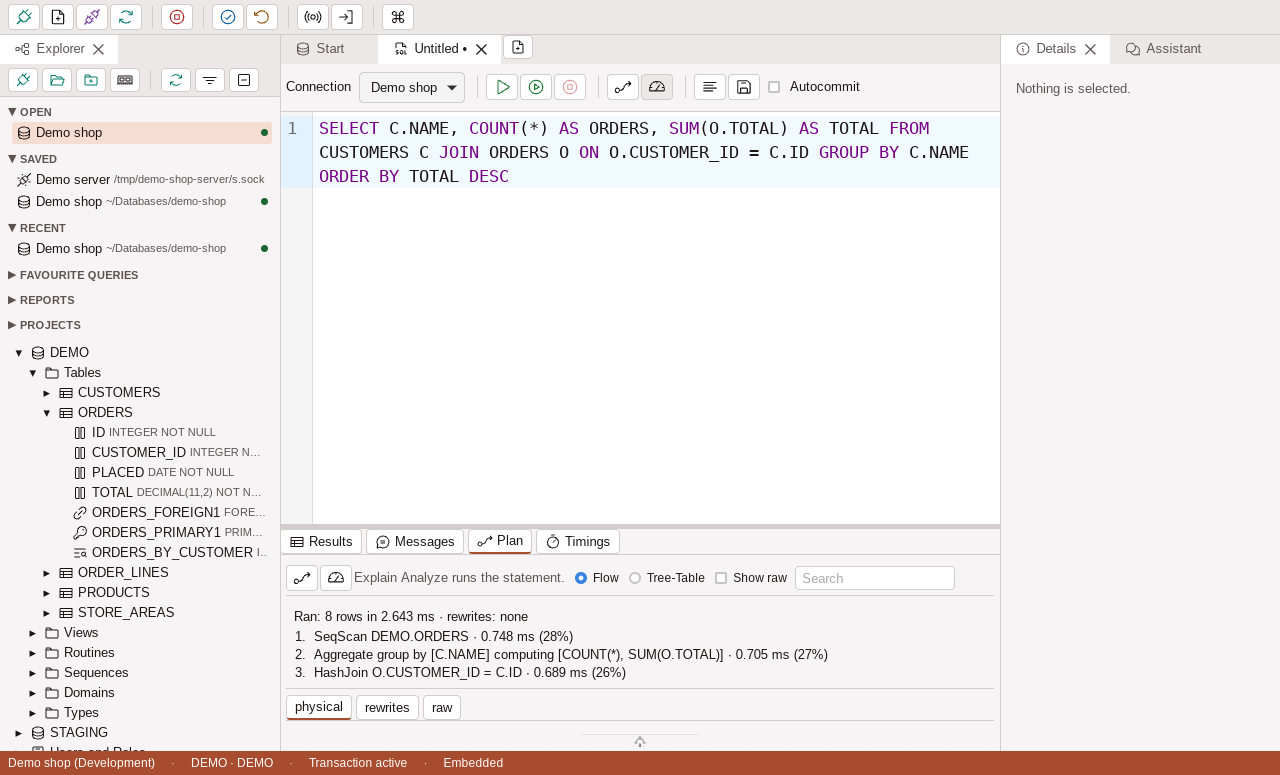 Explorer
Start
Untitled •
Details
Assistant
Connection
Demo shop
Autocommit
Nothing is selected.
OPEN
Demo shop
SAVED
Demo server /tmp/demo-shop-server/s.sock
Demo shop ~/Databases/demo-shop
RECENT
Demo shop ~/Databases/demo-shop
FAVOURITE QUERIES
REPORTS
PROJECTS
DEMO
Tables
CUSTOMERS
ORDERS
ID INTEGER NOT NULL
CUSTOMER_ID INTEGER N…
PLACED DATE NOT NULL
TOTAL DECIMAL(11,2) NOT N…
ORDERS_FOREIGN1 FORE…
ORDERS_PRIMARY1 PRIM…
ORDERS_BY_CUSTOMER I…
ORDER_LINES
PRODUCTS
STORE_AREAS
Views
Routines
Sequences
Domains
Types
STAGING
Users and Roles
1 SELECT C.NAME, COUNT(*) AS ORDERS, SUM(O.TOTAL) AS TOTAL FROM
CUSTOMERS C JOIN ORDERS O ON O.CUSTOMER_ID = C.ID GROUP BY C.NAME
ORDER BY TOTAL DESC
Results
Messages
Plan
Timings
Explain Analyze runs the statement.
Flow
Tree-Table
Show raw
Search
Ran: 8 rows in 2.643 ms · rewrites: none
1. SeqScan DEMO.ORDERS · 0.748 ms (28%)
2. Aggregate group by [C.NAME] computing [COUNT(*), SUM(O.TOTAL)] · 0.705 ms (27%)
3. HashJoin O.CUSTOMER_ID = C.ID · 0.689 ms (26%)
physical
rewrites
raw
Demo shop (Development) · DEMO · DEMO · Transaction active · Embedded